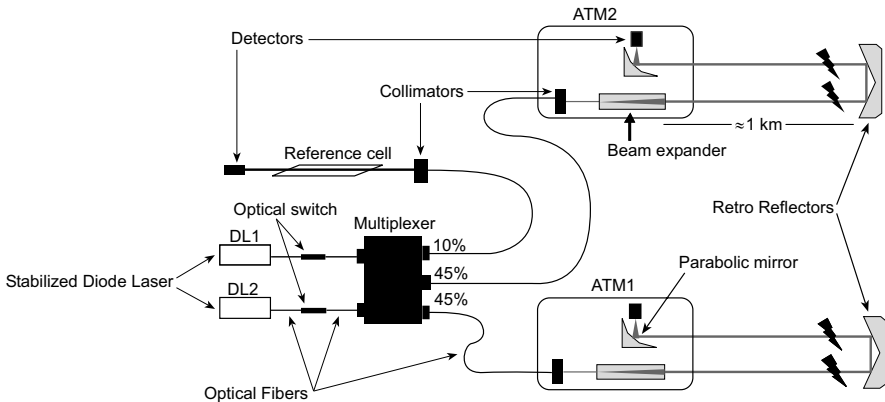 ATM2
Detectors
Collimators
≈1 km
Beam expander
Reference cell
Retro Reflectors
Optical switch
Multiplexer
DL1
10%
45%
Parabolic mirror
Stabilized Diode Laser
DL2
45%
ATM1
Optical Fibers